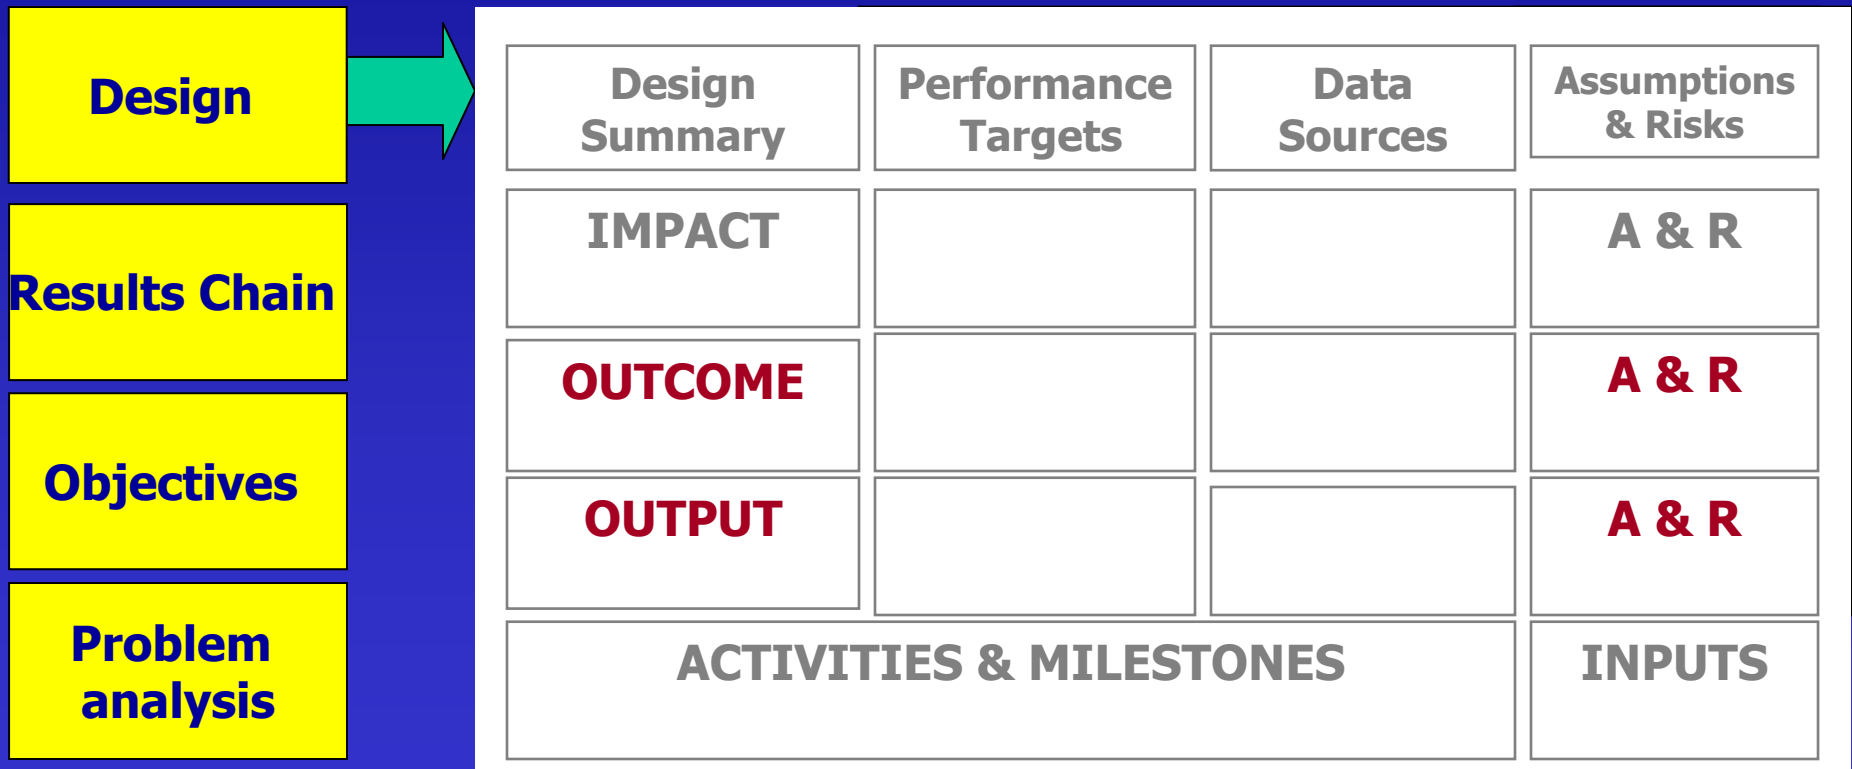 Design
Results Chain
Objectives
Problem
analysis
Design
Summary
Performance
Targets
Data
Sources
Assumptions
& Risks
IMPACT
A & R
OUTCOME
A & R
OUTPUT
A & R
ACTIVITIES & MILESTONES
INPUTS